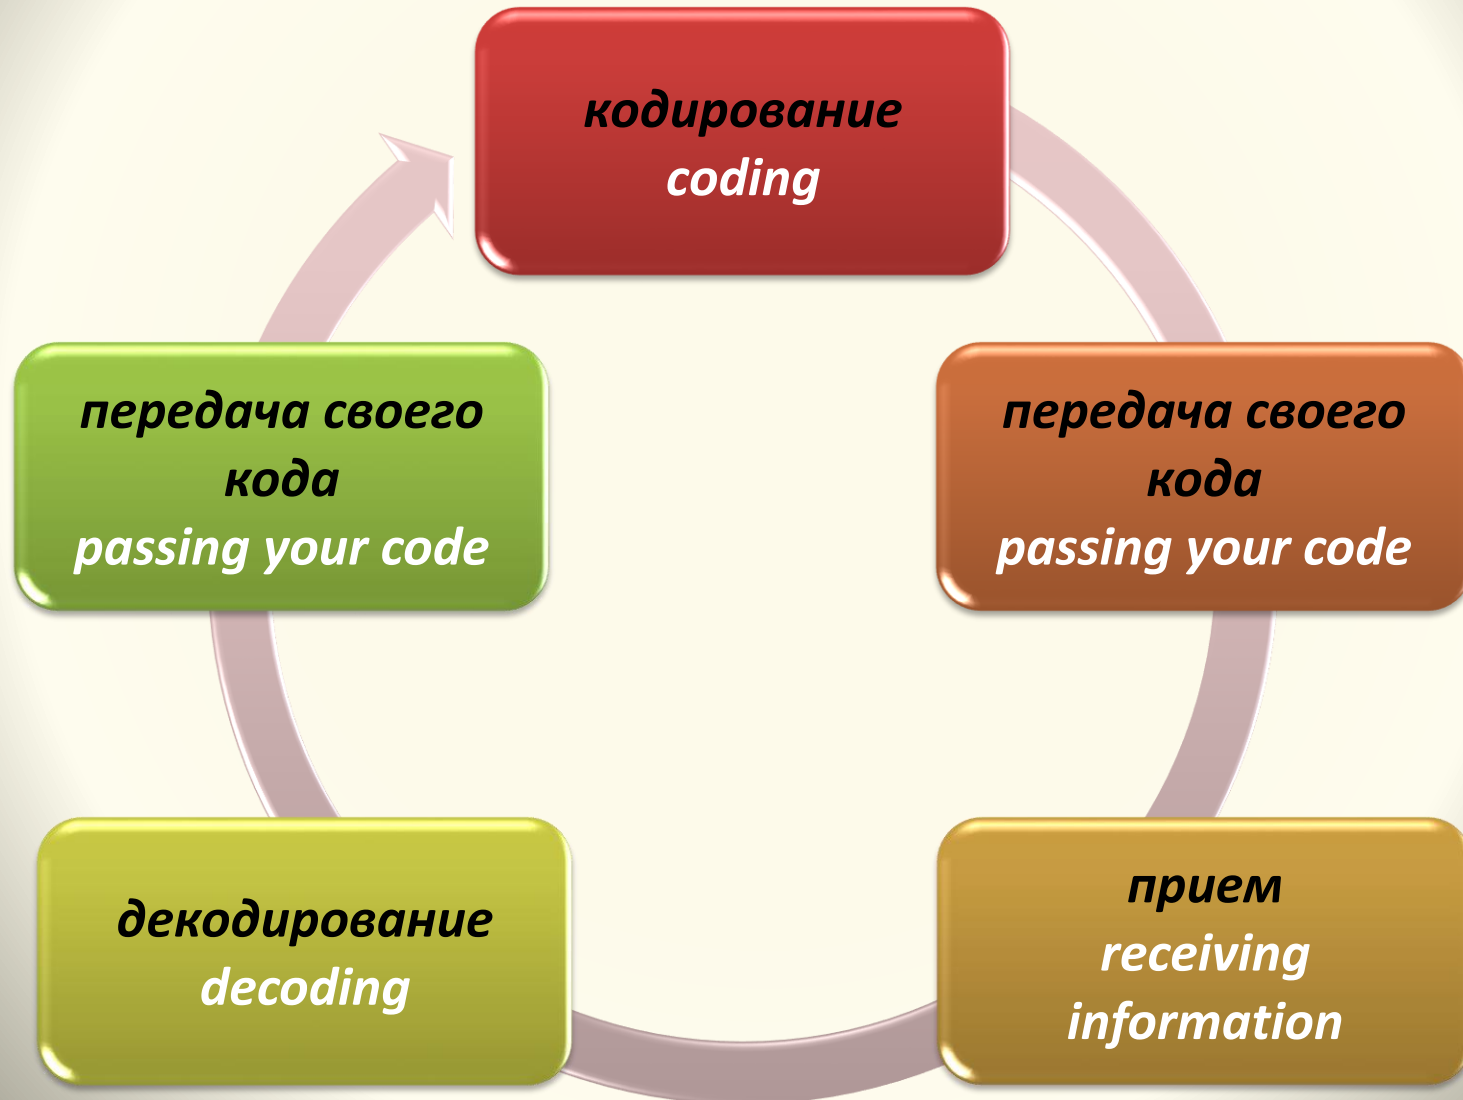 кодирование
coding
передача своего
кода
passing your code
передача своего
кода
passing your code
декодирование
decoding
прием
receiving
information